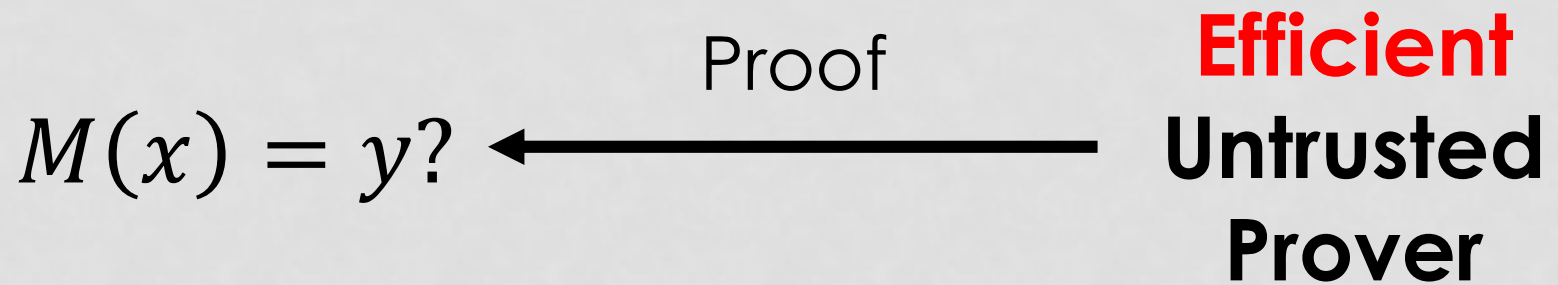 M(x) = y?
Proof
Efficient
Untrusted
Prover